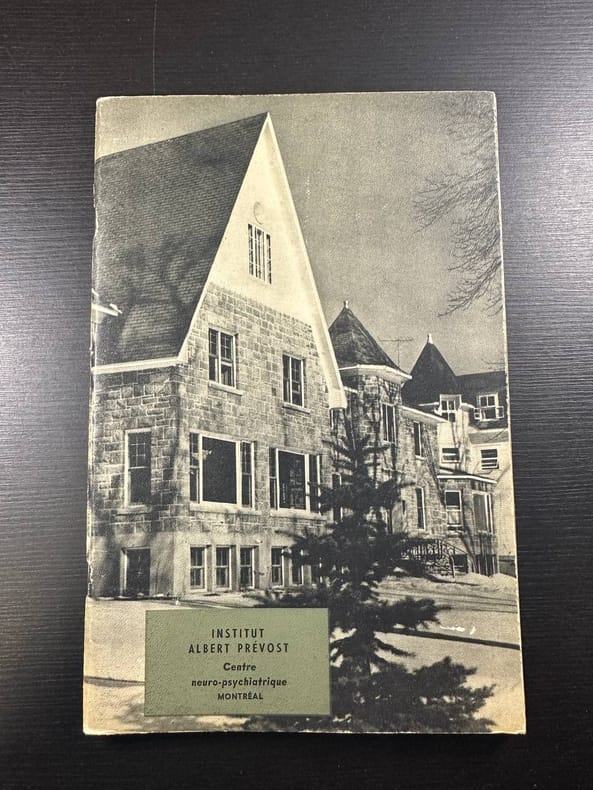 INSTITUT
ALBERT PRÉVOST
Centre
neuro-psychiatrique
MONTRÉAL